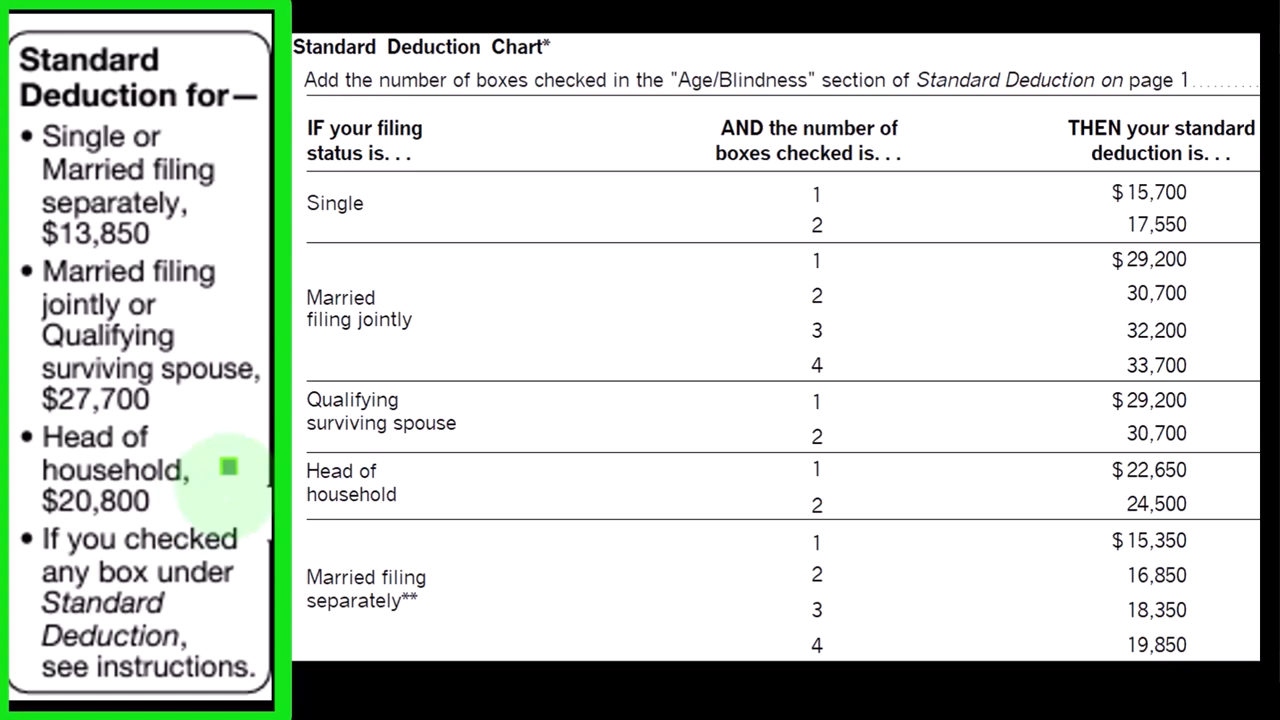 Standard
Deduction for—
• Single or
Married filing
separately,
$13,850
• Married filing
jointly or
Qualifying
surviving spouse,
$27,700
• Head of
household,
$20,800
• If you checked
any box under
Standard
Deduction,
see instructions.
Standard Deduction Chart*
Add the number of boxes checked in the "Age/Blindness" section of Standard Deduction on page 1..........
IF your filing
status is. . .
AND the number of
boxes checked is. . .
THEN your standard
deduction is. . .
Single
1 $ 15,700
2 17,550
Married
filing jointly
1 $ 29,200
2 30,700
3 32,200
4 33,700
Qualifying
surviving spouse
1 $ 29,200
2 30,700
Head of
household
1 $ 22,650
2 24,500
Married filing
separately**
1 $ 15,350
2 16,850
3 18,350
4 19,850